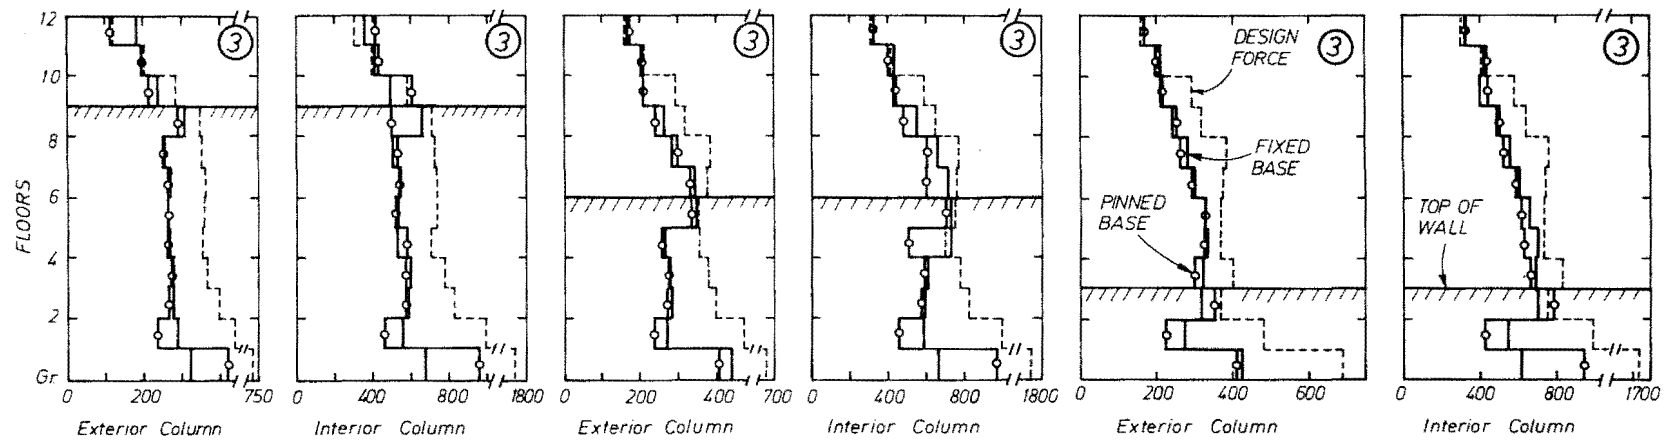 12
10
8
6
4
2
Gr
FLOORS
3
3
3
3
3
3
DESIGN
FORCE
FIXED
BASE
PINNED
BASE
TOP OF
WALL
0 200 750
0 400 800 1800
0 200 400 700
0 400 800 1800
0 200 400 600
0 400 800 1700
Exterior Column
Interior Column
Exterior Column
Interior Column
Exterior Column
Interior Column